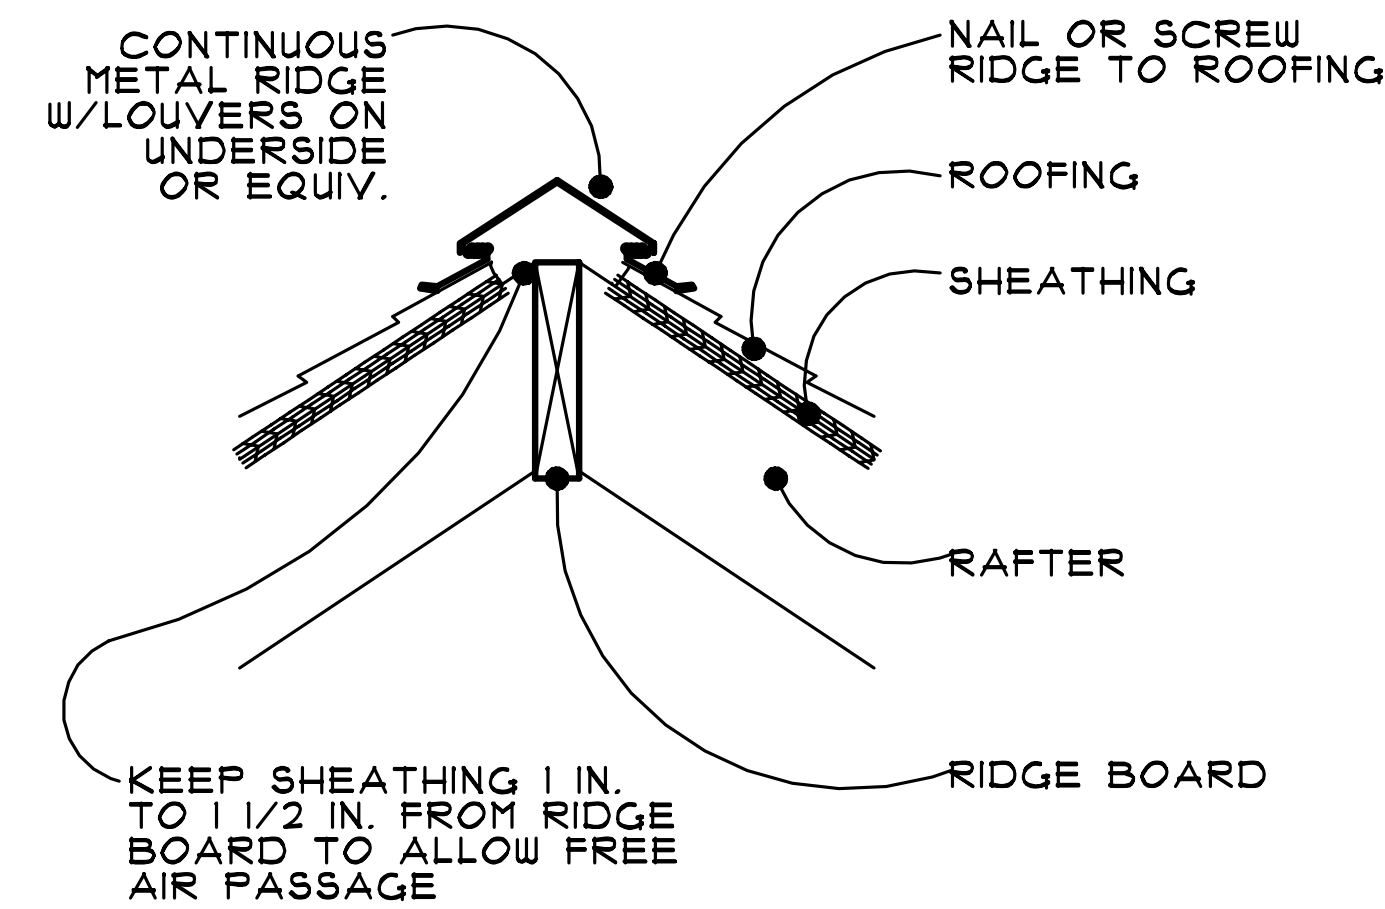 CONTINUOUS
METAL RIDGE
W/LOUVERS ON
UNDERSIDE
OR EQUIV.
NAIL OR SCREW
RIDGE TO ROOFING
ROOFING
SHEATHING
RAFTER
RIDGE BOARD
KEEP SHEATHING 1 IN.
TO 1 1/2 IN. FROM RIDGE
BOARD TO ALLOW FREE
AIR PASSAGE